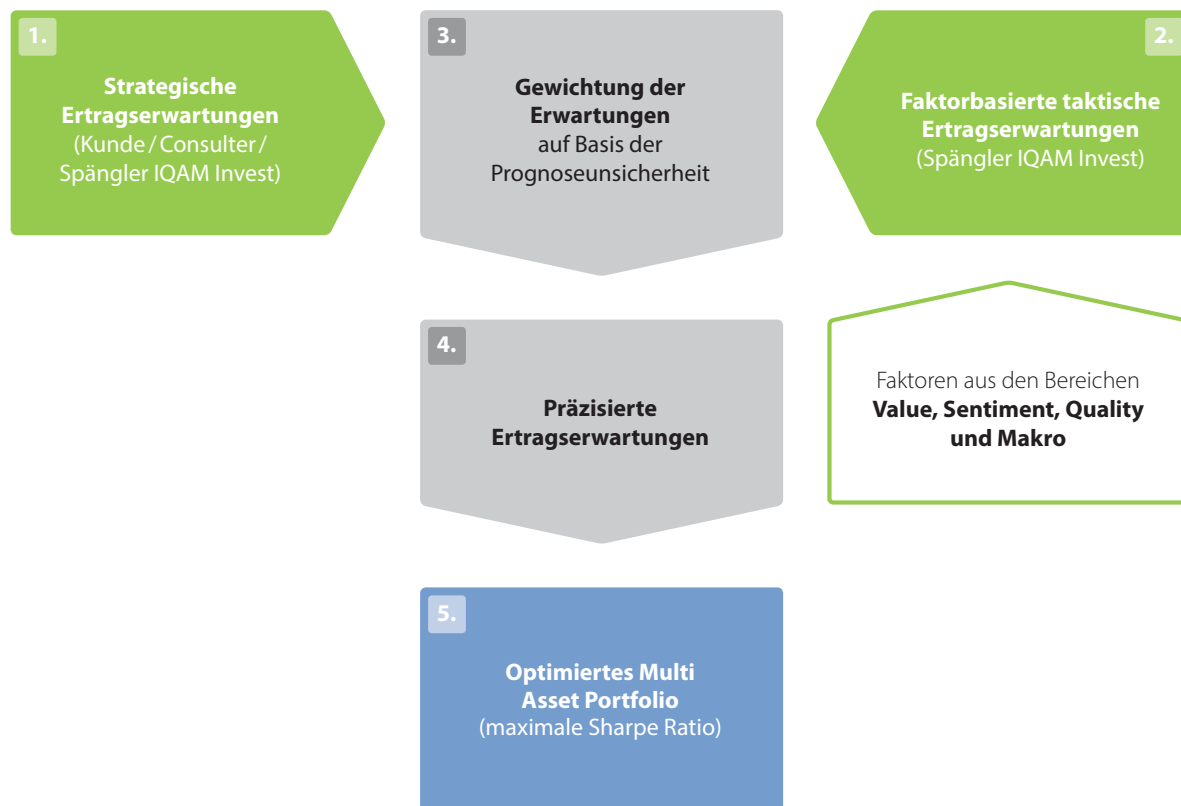 1.
Strategische
Ertragserwartungen
(Kunde / Consulter /
Spängler IQAM Invest)
2.
Faktorbasierte taktische
Ertragserwartungen
(Spängler IQAM Invest)
Faktoren aus den Bereichen
Value, Sentiment, Quality
und Makro
3.
Gewichtung der
Erwartungen
auf Basis der
Prognoseunsicherheit
4.
Präzisierte
Ertragserwartungen
5.
Optimiertes Multi
Asset Portfolio
(maximale Sharpe Ratio)